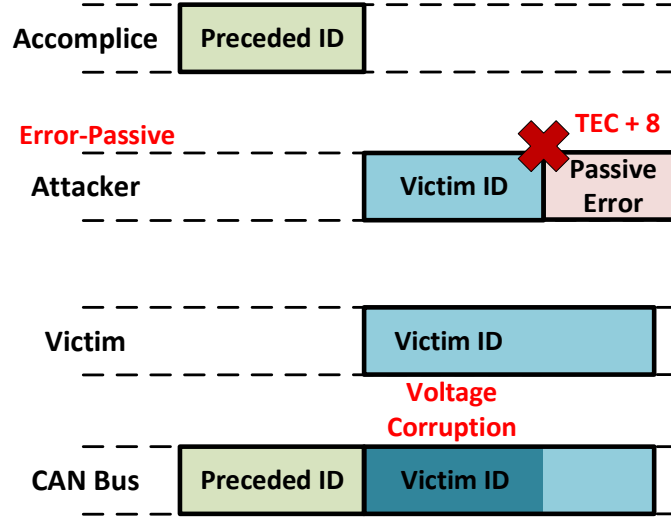 Accomplice
Preceded ID
Error-Passive
TEC + 8
Attacker
Victim ID
Passive
Error
Victim
Victim ID
Voltage
Corruption
CAN Bus
Preceded ID
Victim ID